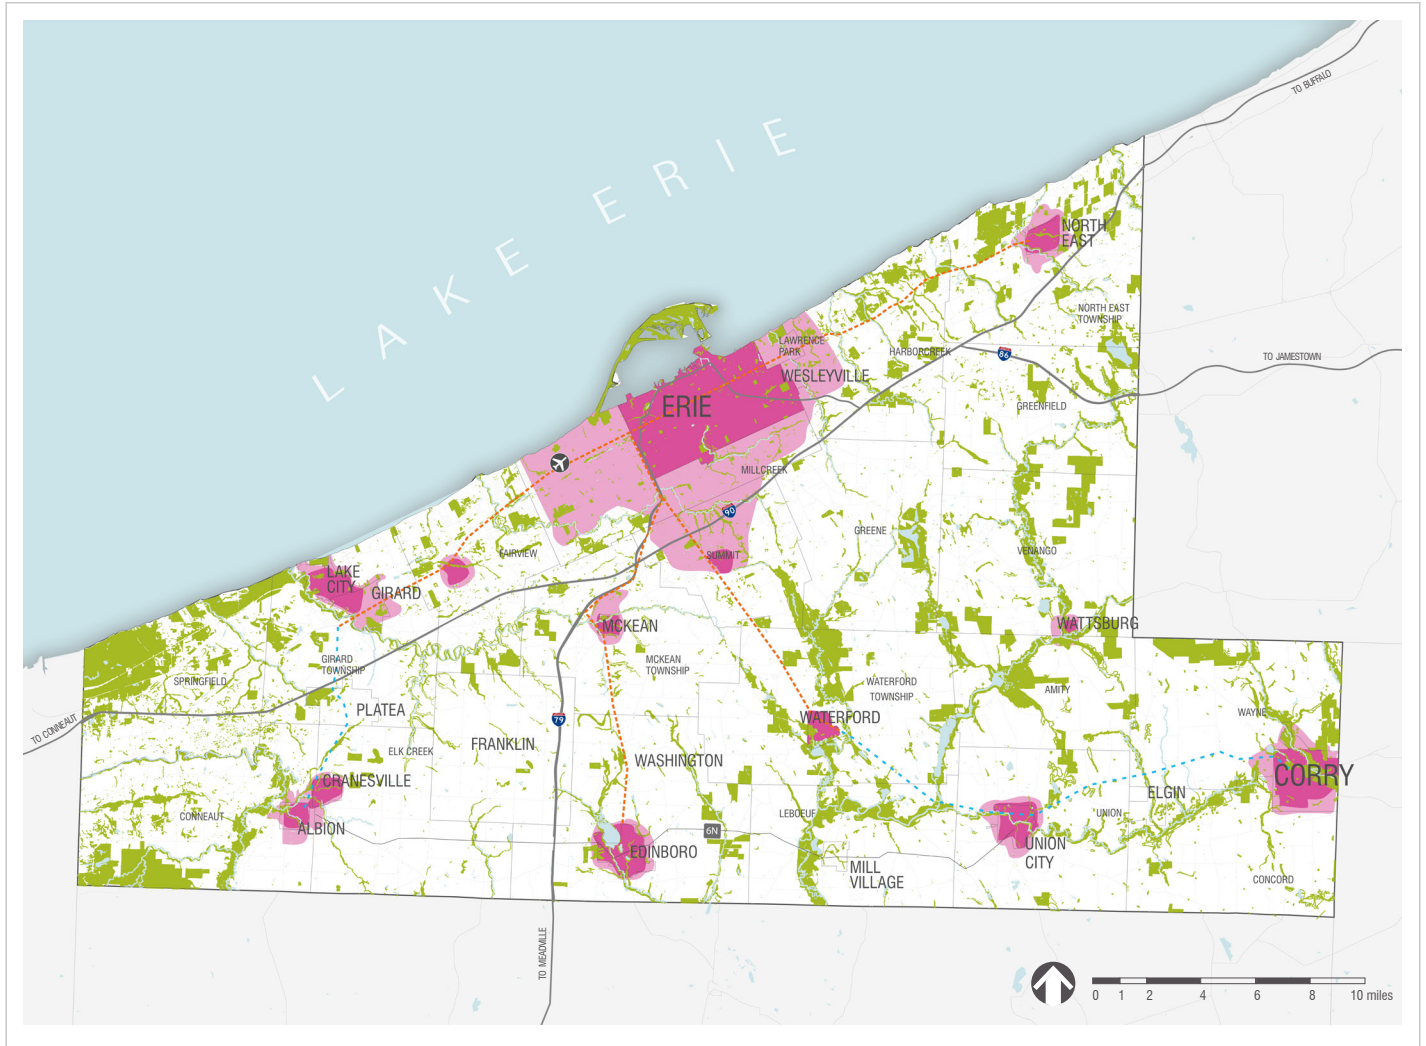 TO BUFFALO
LAKE ERIE
NORTH
EAST
NORTH EAST
TOWNSHIP
LAWRENCE
PARK
HARBORCREEK
86
TO JAMESTOWN
WESLEYVILLE
ERIE
GREENFIELD
MILLCREEK
90
GREENE
FAIRVIEW
SUMMIT
VENANGO
LAKE
CITY
GIRARD
MCKEAN
WATTSBURG
GIRARD
TOWNSHIP
MCKEAN
TOWNSHIP
SPRINGFIELD
WATERFORD
TOWNSHIP
AMITY
PLATEA
79
WATERFORD
WAYNE
TO CONNEAUT
ELK CREEK
FRANKLIN
WASHINGTON
CRANESVILLE
CORRY
ELGIN
CONNEAUT
ALBION
LEBOEUF
UNION
6N
EDINBORO
UNION
CITY
MILL
VILLAGE
CONCORD
TO MEADVILLE
0 1 2 4 6 8 10 miles